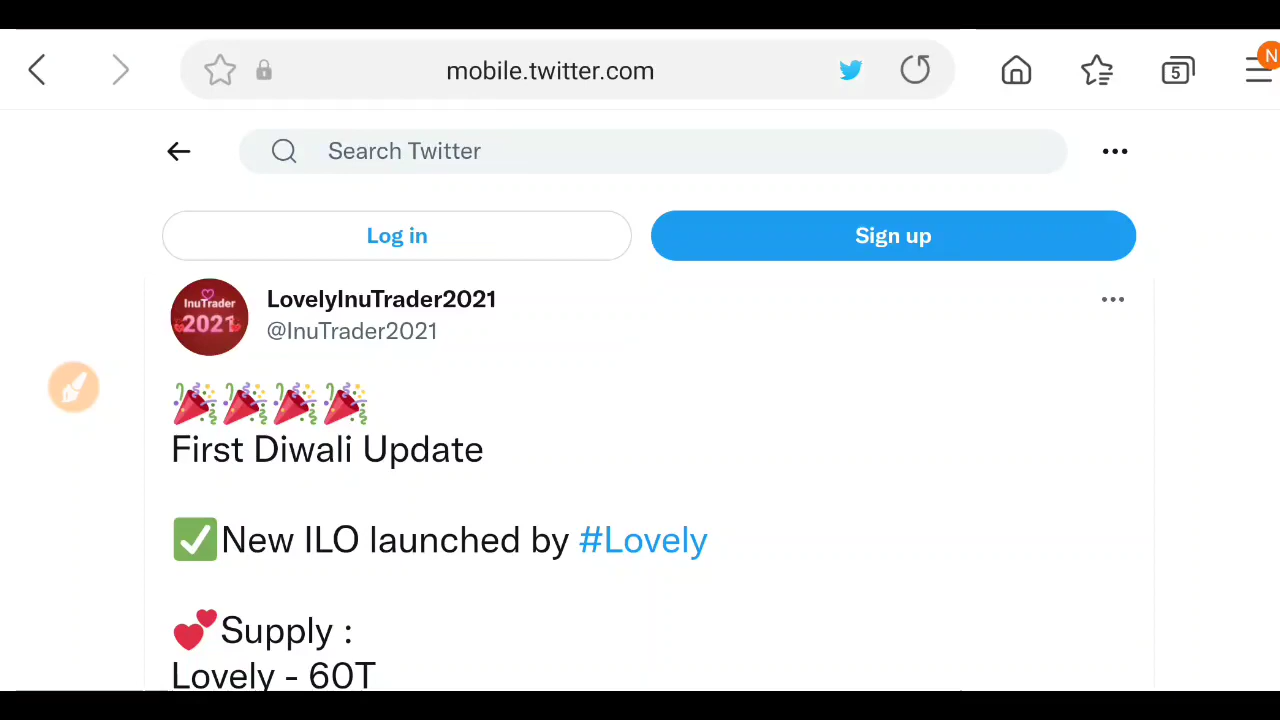 mobile.twitter.com
5
N
Search Twitter
Log in
Sign up
InuTrader
2021
LovelyInuTrader2021
@InuTrader2021
🎉🎉🎉🎉
First Diwali Update
✅New ILO launched by #Lovely
💕Supply :
Lovely - 60T